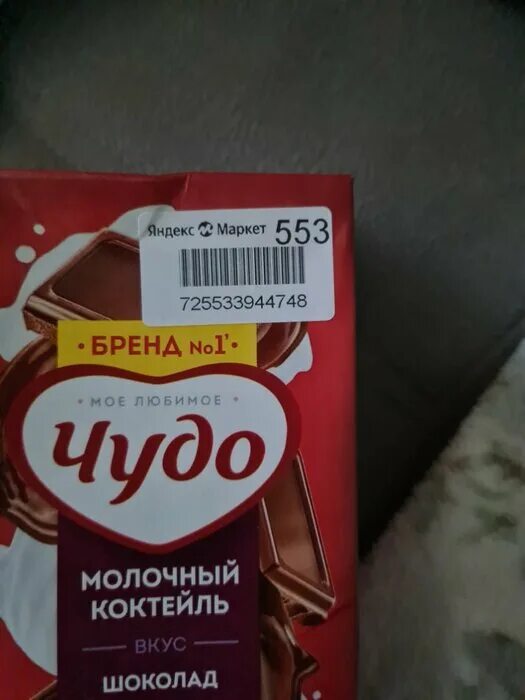 Яндекс Маркет 553
725533944748
• БРЕНД №1' •
• МОЕ ЛЮБИМОЕ •
Чудо
МОЛОЧНЫЙ
КОКТЕЙЛЬ
ВКУС
ШОКОЛАД